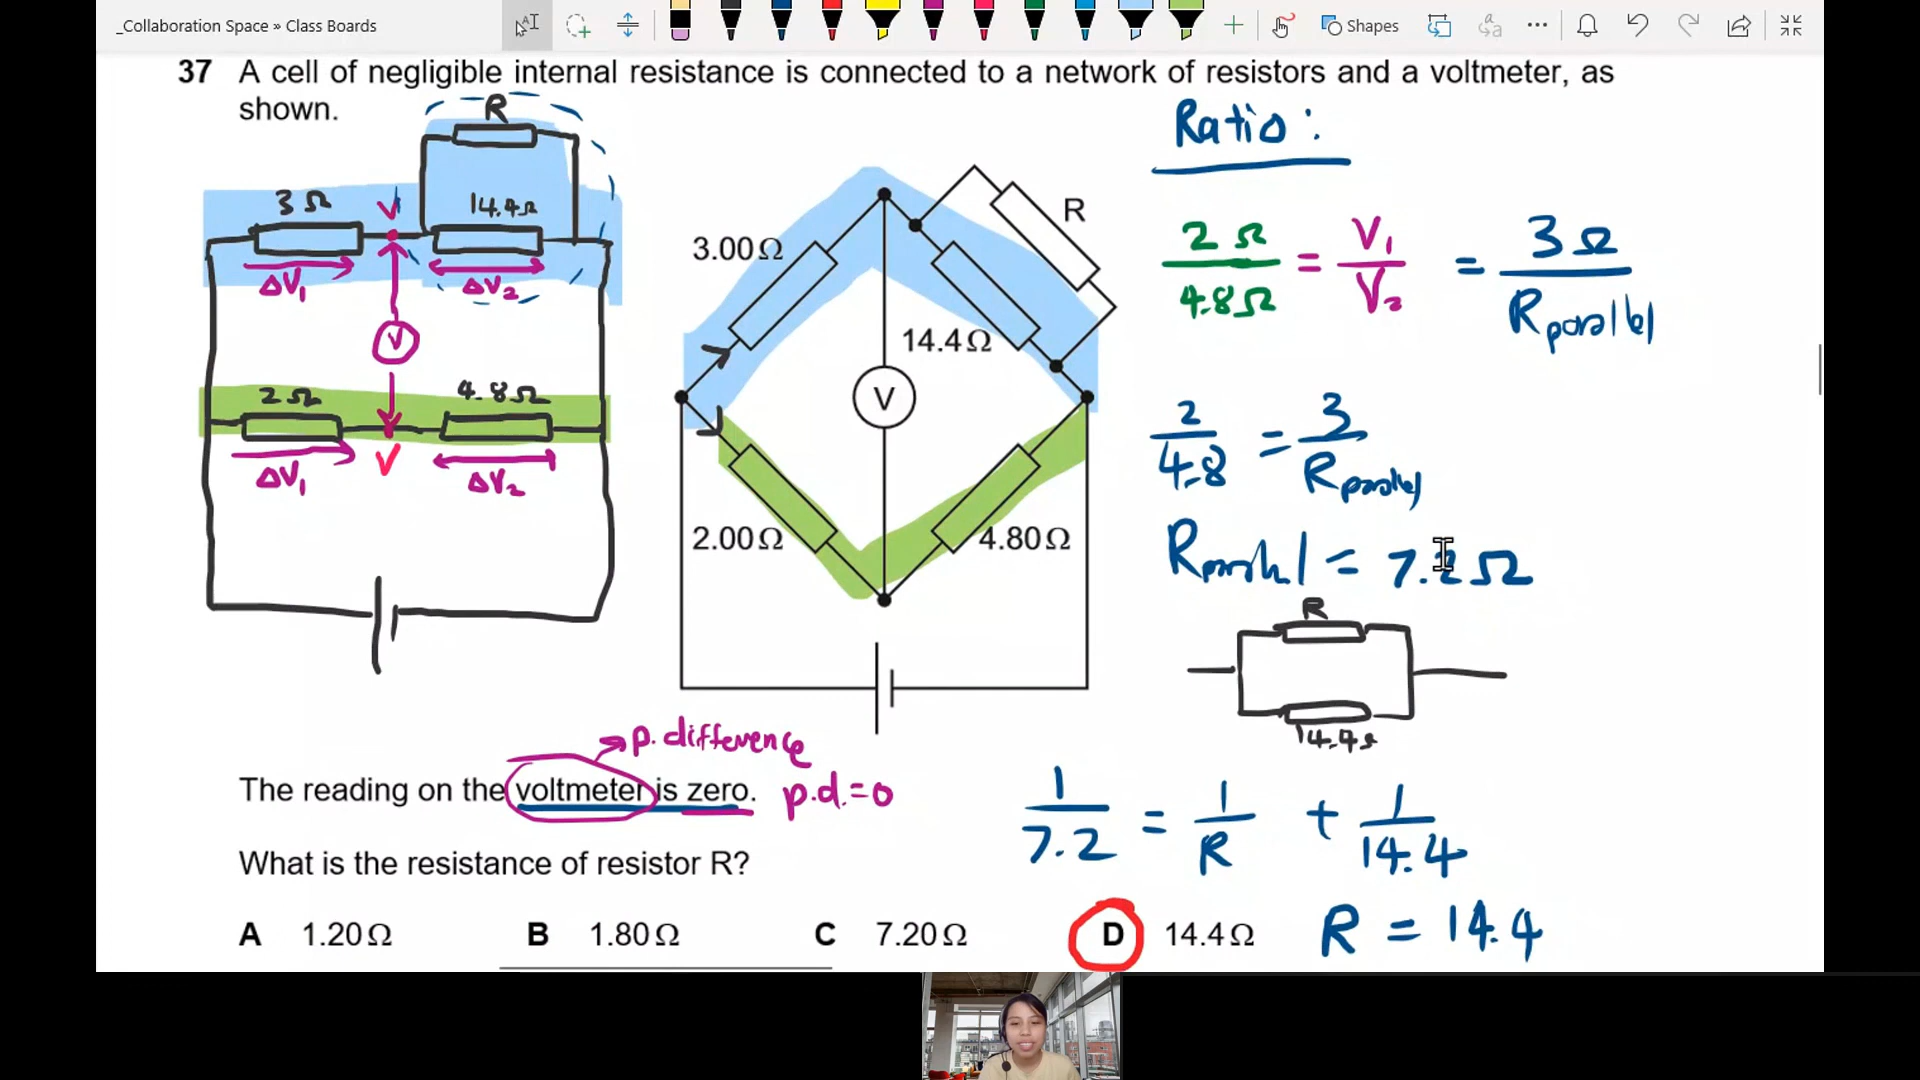 _Collaboration Space » Class Boards
Shapes
37 A cell of negligible internal resistance is connected to a network of resistors and a voltmeter, as
shown.
R
3Ω
V
14.4Ω
ΔV₁
ΔV₂
V
2Ω
4.8Ω
ΔV₁
V
ΔV₂
3.00Ω
R
14.4Ω
V
2.00Ω
4.80Ω
Ratio:
2Ω/4.8Ω = V₁/V₂ = 3Ω/Rparallel
2/4.8 = 3/Rparallel
Rparallel = 7.2Ω
R
14.4Ω
p. difference
The reading on the voltmeter is zero. p.d. = 0
1/7.2 = 1/R + 1/14.4
What is the resistance of resistor R?
A 1.20Ω B 1.80Ω C 7.20Ω D 14.4Ω
R = 14.4